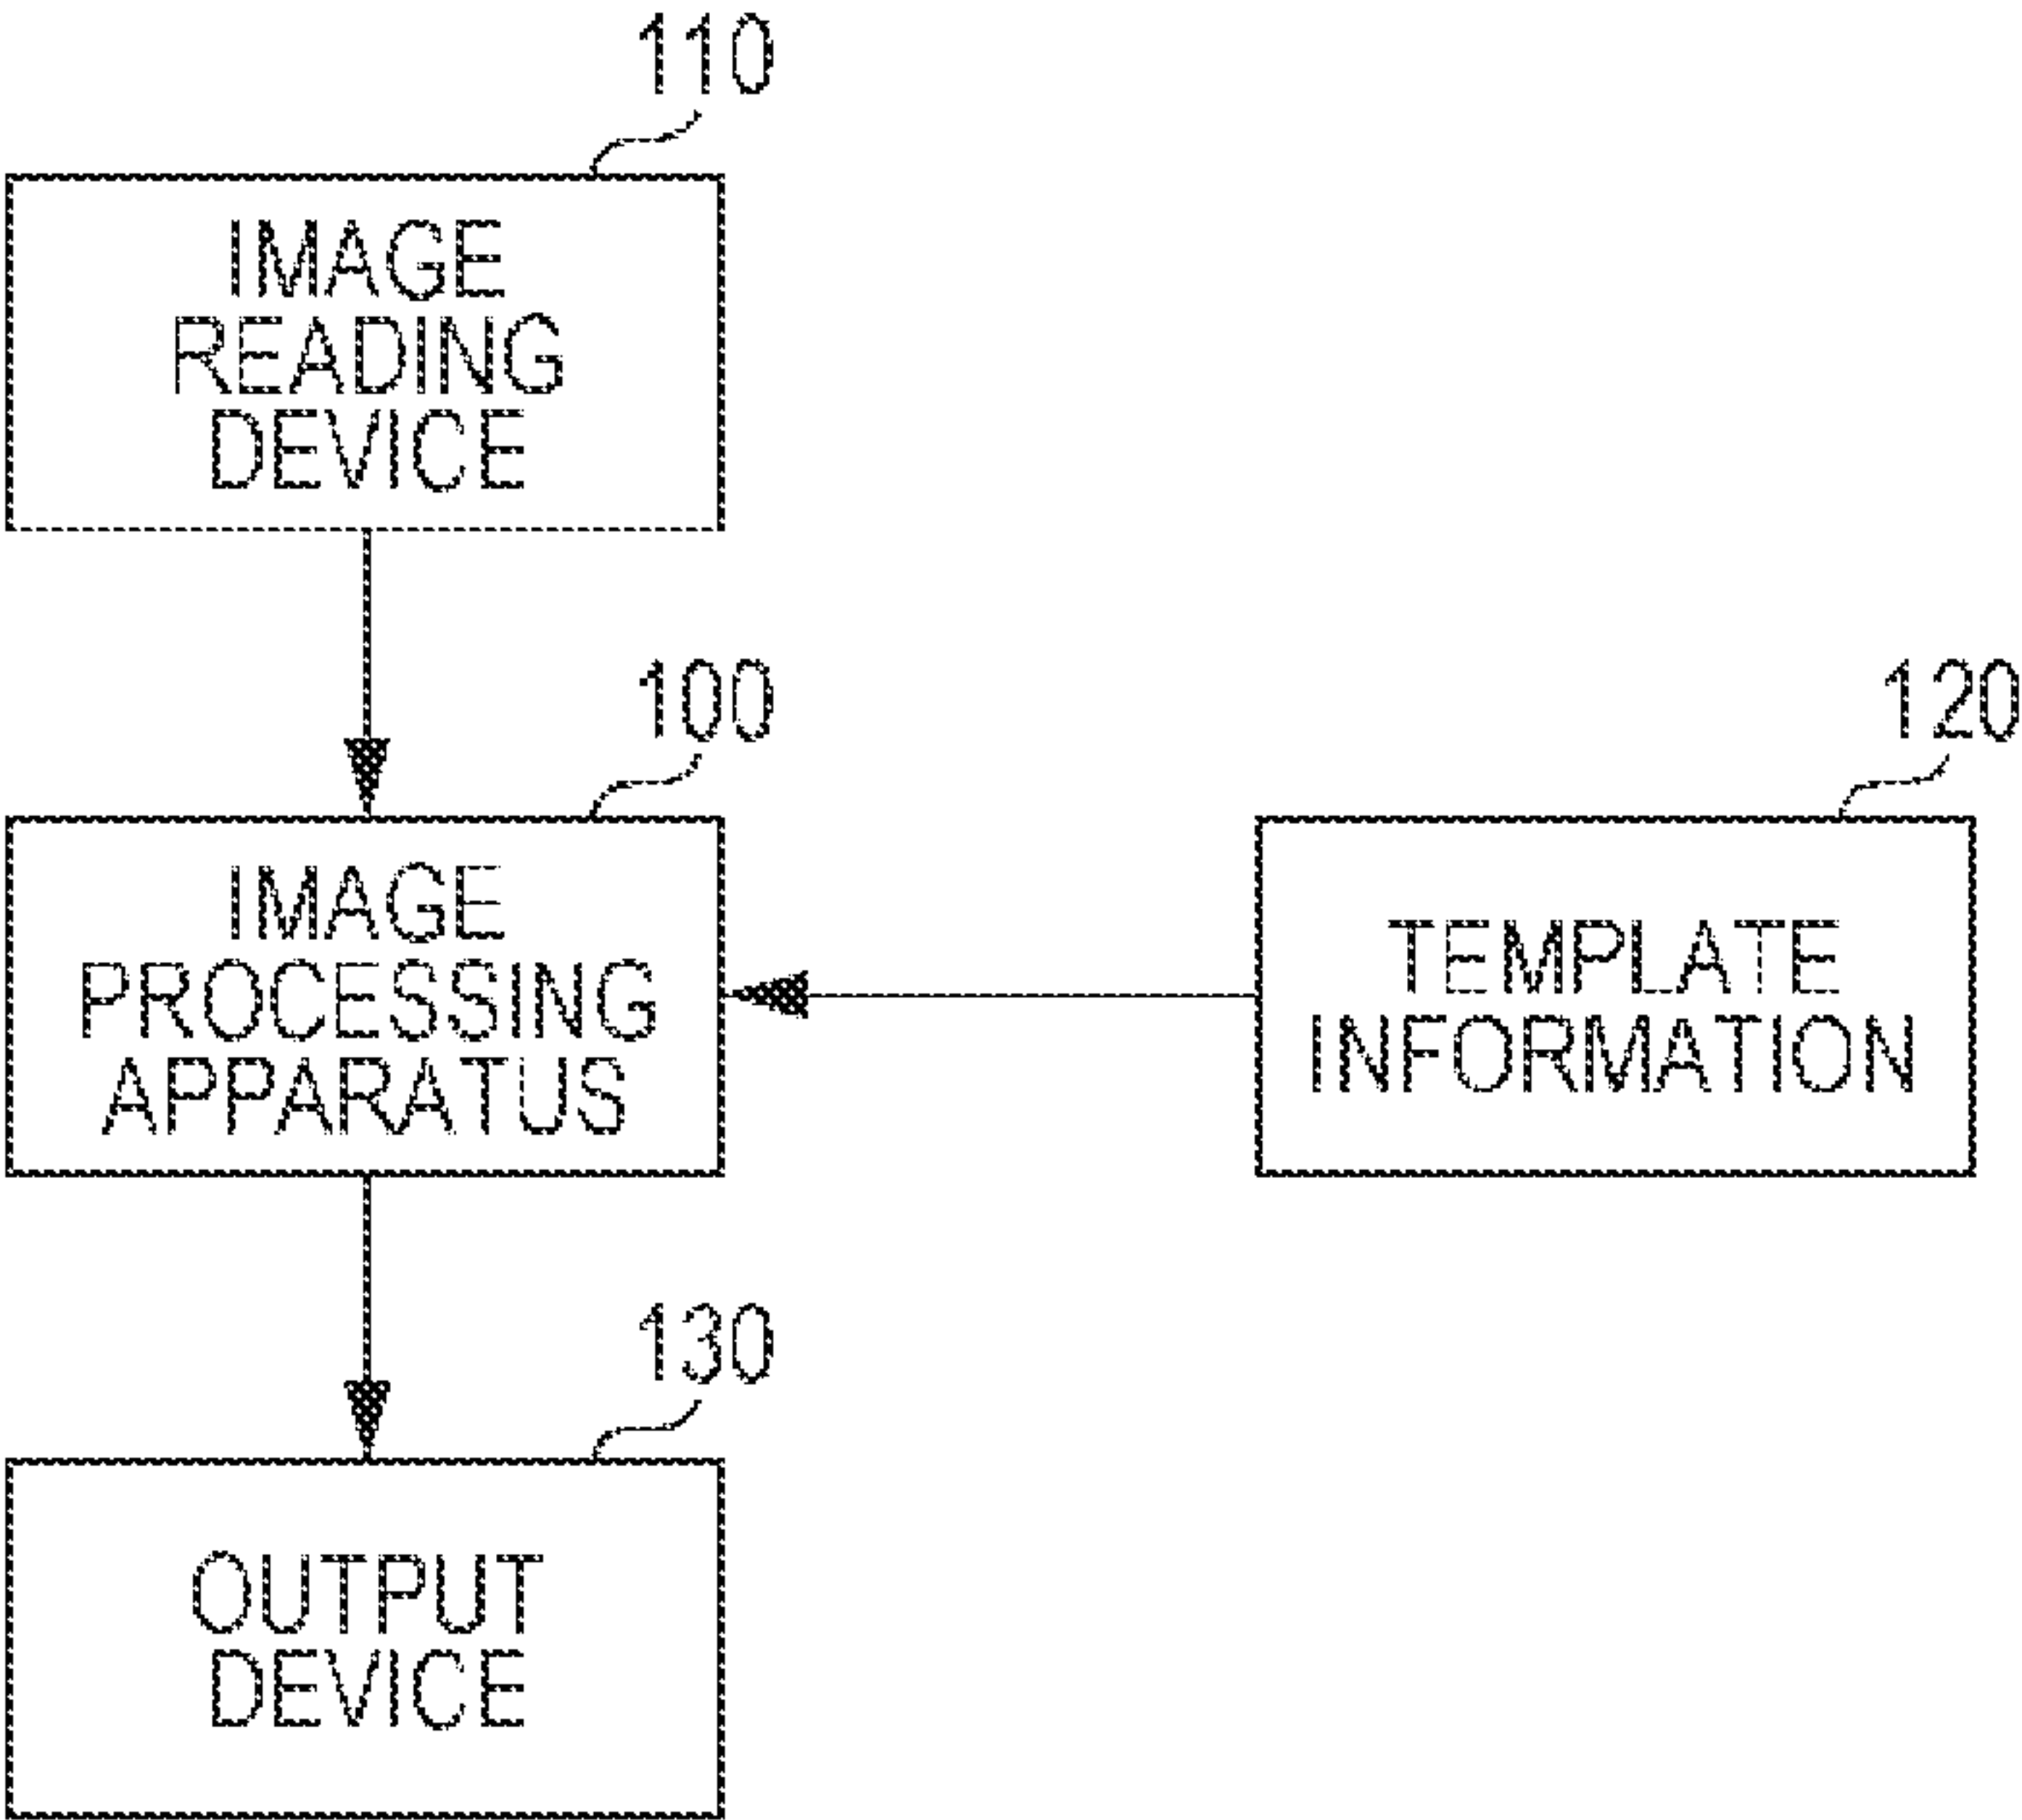 110
IMAGE
READING
DEVICE
100
IMAGE
PROCESSING
APPARATUS
120
TEMPLATE
INFORMATION
130
OUTPUT
DEVICE